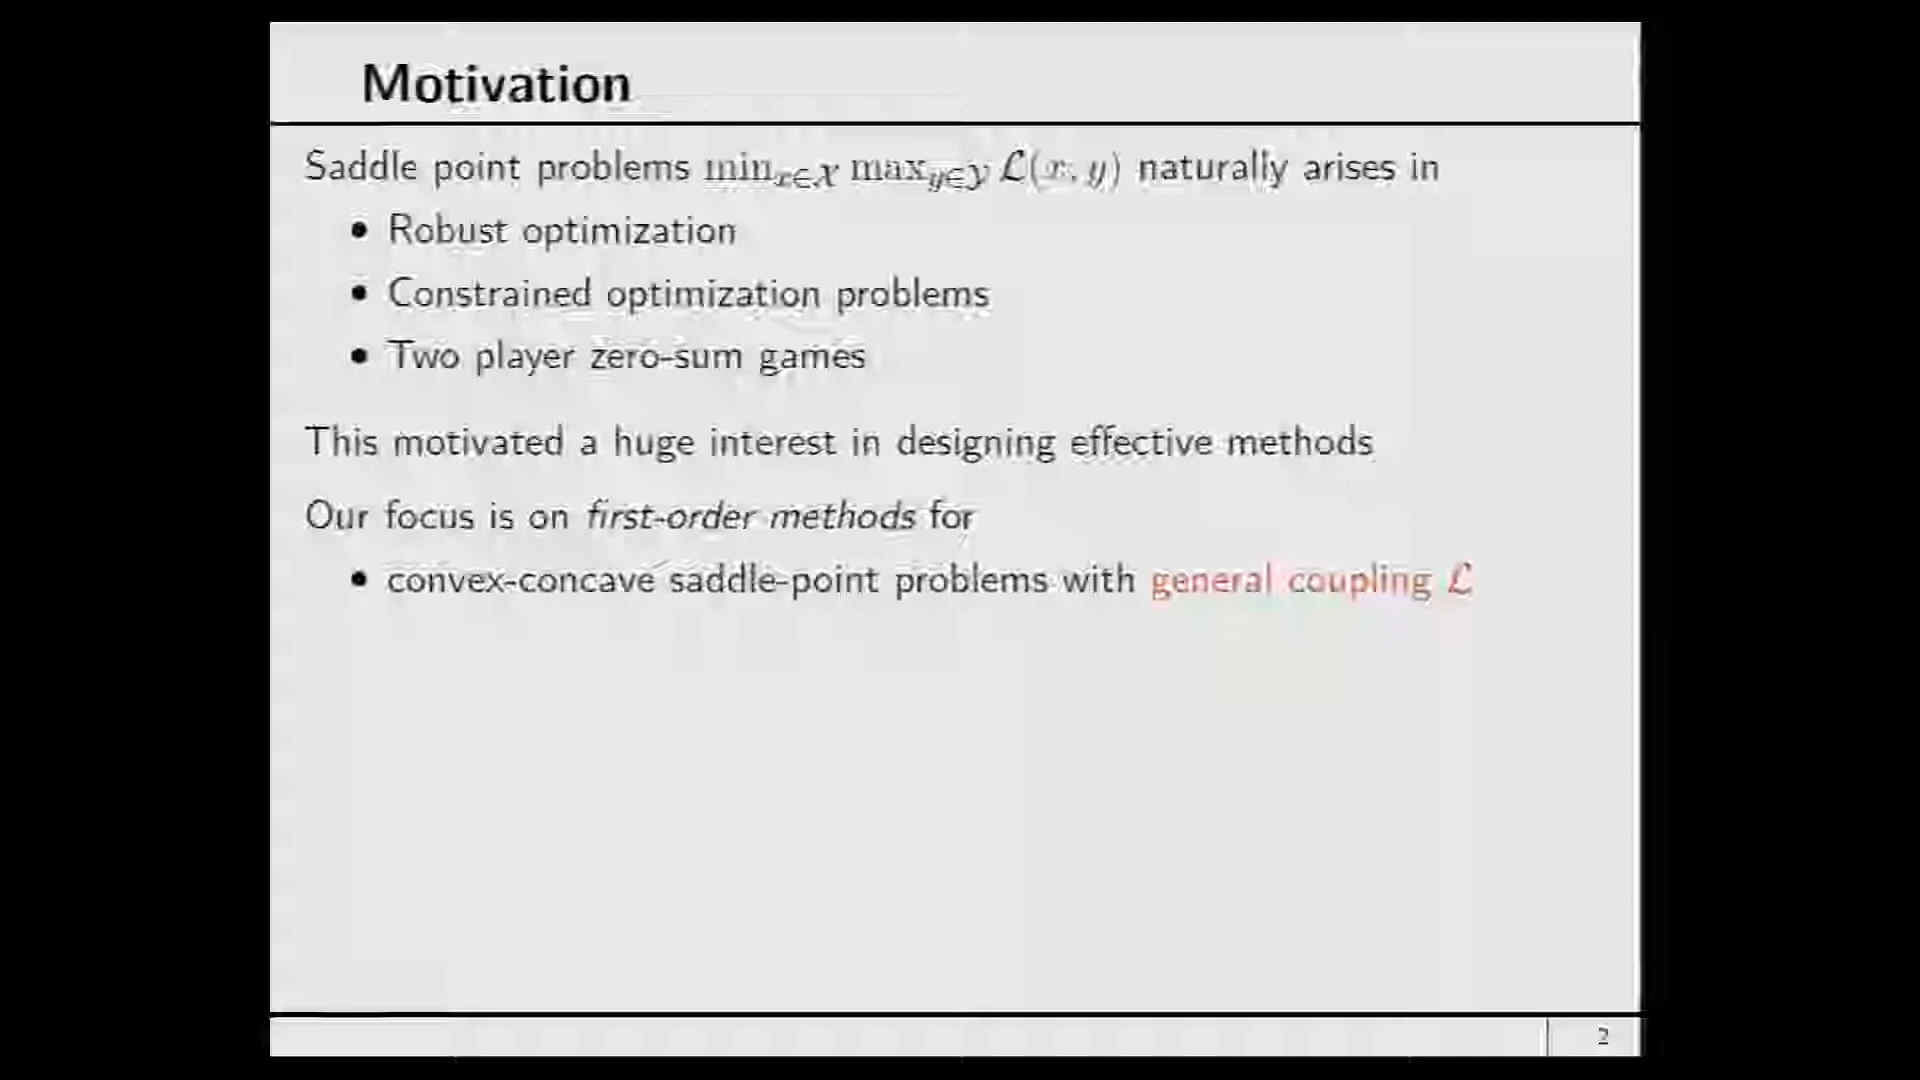 Motivation
Saddle point problems min_{x∈𝒳} max_{y∈𝒴} ℒ(x, y) naturally arises in
• Robust optimization
• Constrained optimization problems
• Two player zero-sum games
This motivated a huge interest in designing effective methods
Our focus is on first-order methods for
• convex-concave saddle-point problems with general coupling ℒ
2